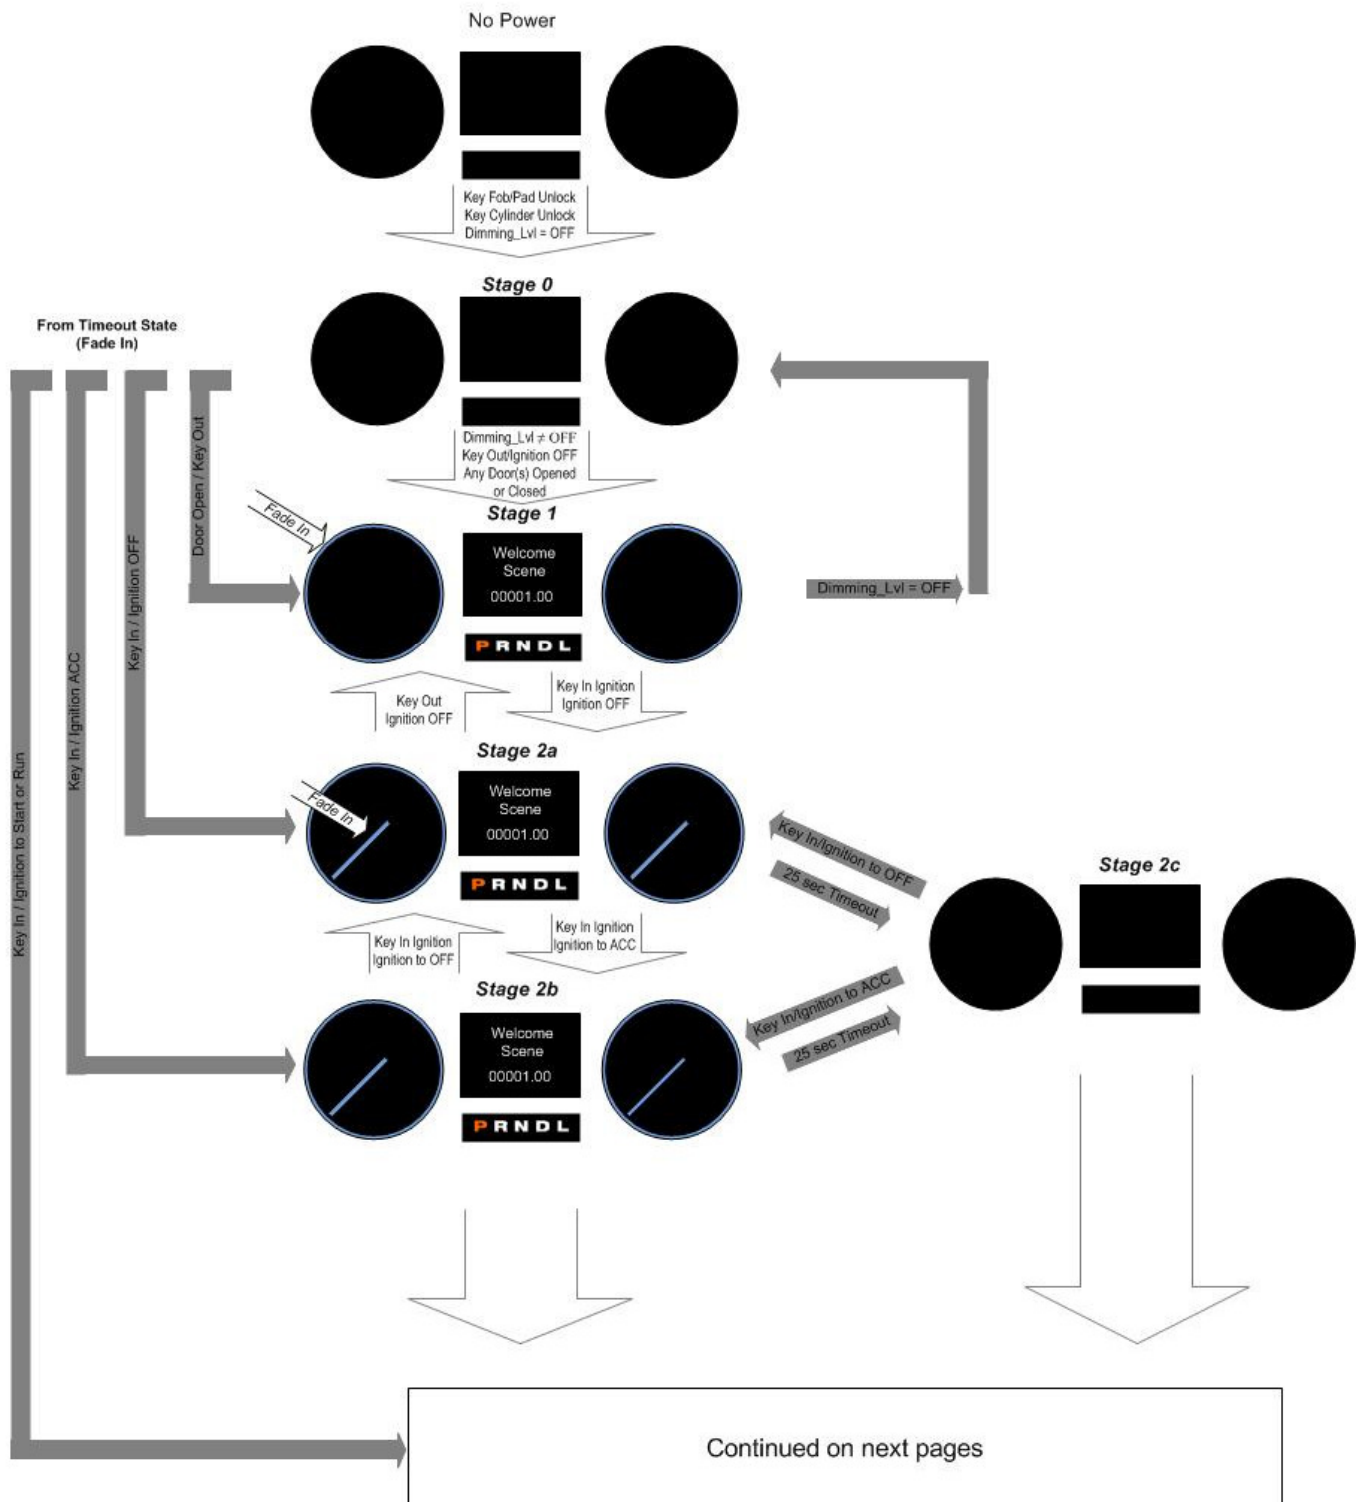 No Power
Key Fob/Pad Unlock
Key Cylinder Unlock
Dimming_Lvl = OFF
Stage 0
From Timeout State
(Fade In)
Dimming_Lvl ≠ OFF
Key Out/Ignition OFF
Any Door(s) Opened
or Closed
Door Open / Key Out
Key In / Ignition OFF
Key In / Ignition ACC
Key In / Ignition to Start or Run
Stage 1
Fade In
Welcome
Scene
00001.00
PRNDL
Dimming_Lvl = OFF
Key Out
Ignition OFF
Key In Ignition
Ignition OFF
Stage 2a
Fade In
Welcome
Scene
00001.00
PRNDL
Key In/Ignition to OFF
25 sec Timeout
Stage 2c
Key In Ignition
Ignition to OFF
Key In Ignition
Ignition to ACC
Key In/Ignition to ACC
25 sec Timeout
Stage 2b
Welcome
Scene
00001.00
PRNDL
Continued on next pages